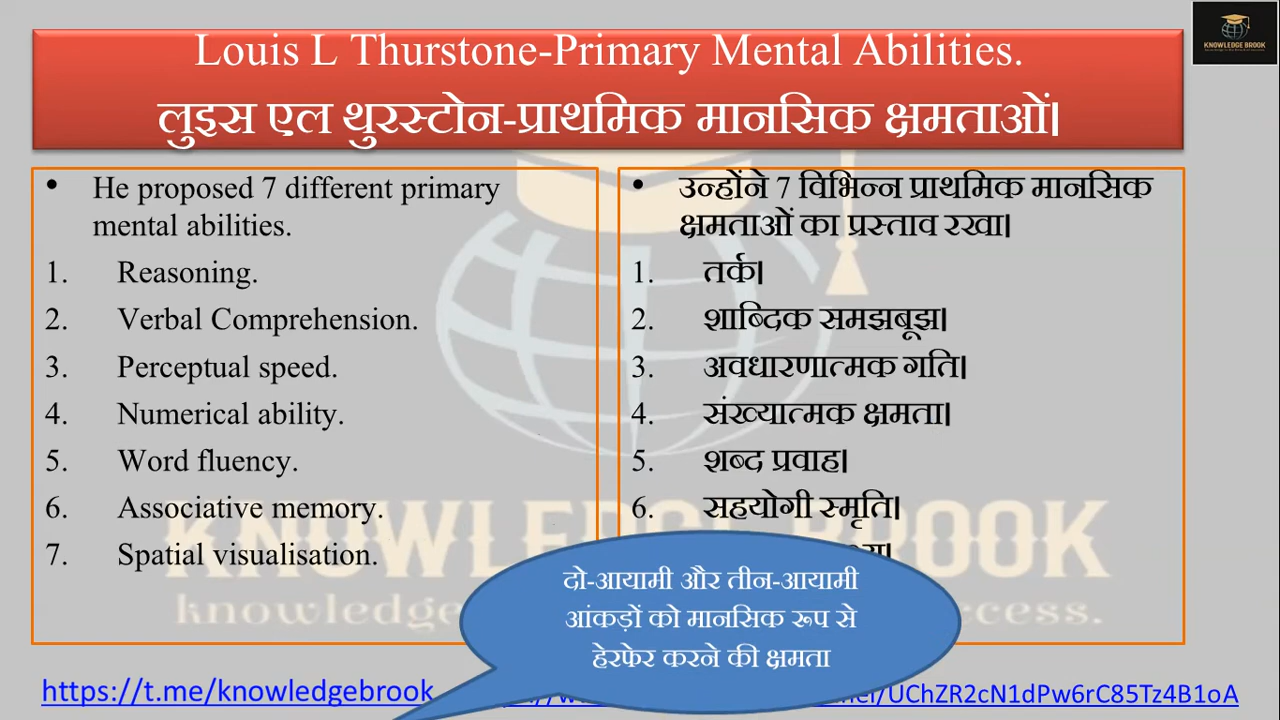 KNOWLEDGE BROOK
Louis L Thurstone-Primary Mental Abilities.
लुइस एल थुरस्टोन-प्राथमिक मानसिक क्षमताओं।
• He proposed 7 different primary
mental abilities.
1. Reasoning.
2. Verbal Comprehension.
3. Perceptual speed.
4. Numerical ability.
5. Word fluency.
6. Associative memory.
7. Spatial visualisation.
• उन्होंने 7 विभिन्न प्राथमिक मानसिक
क्षमताओं का प्रस्ताव रखा।
1. तर्क।
2. शाब्दिक समझबूझ।
3. अवधारणात्मक गति।
4. संख्यात्मक क्षमता।
5. शब्द प्रवाह।
6. सहयोगी स्मृति।
दो-आयामी और तीन-आयामी
आंकड़ों को मानसिक रूप से
हेरफेर करने की क्षमता
KNOWLEDGE BROOK
https://t.me/knowledgebrook
/UChZR2cN1dPw6rC85Tz4B1oA